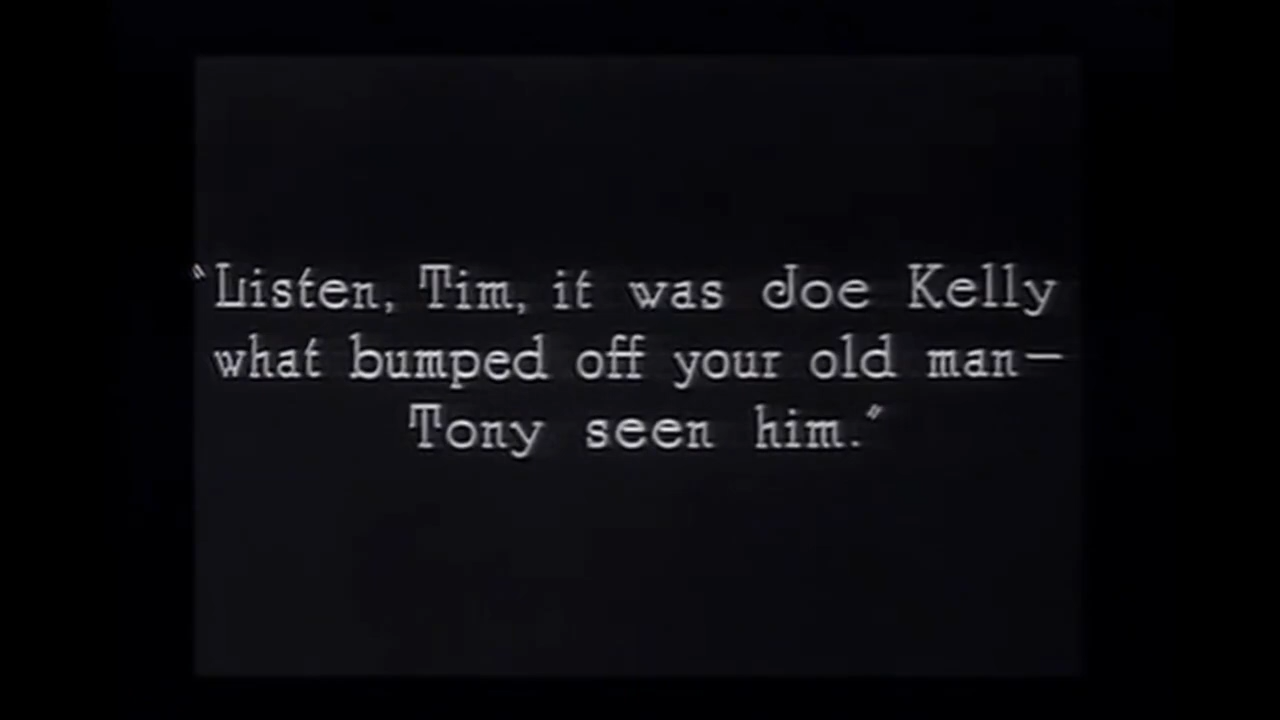 "Listen, Tim, it was Joe Kelly
what bumped off your old man—
Tony seen him."